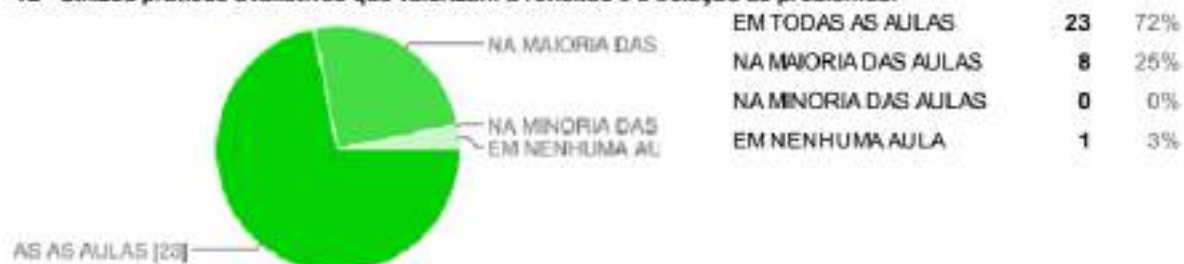 NA MAIORIA DAS
NA MINORIA DAS
EM NENHUMA AU
AS AS AULAS [23]
EM TODAS AS AULAS 23 72%
NA MAIORIA DAS AULAS 8 25%
NA MINORIA DAS AULAS 0 0%
EM NENHUMA AULA 1 3%